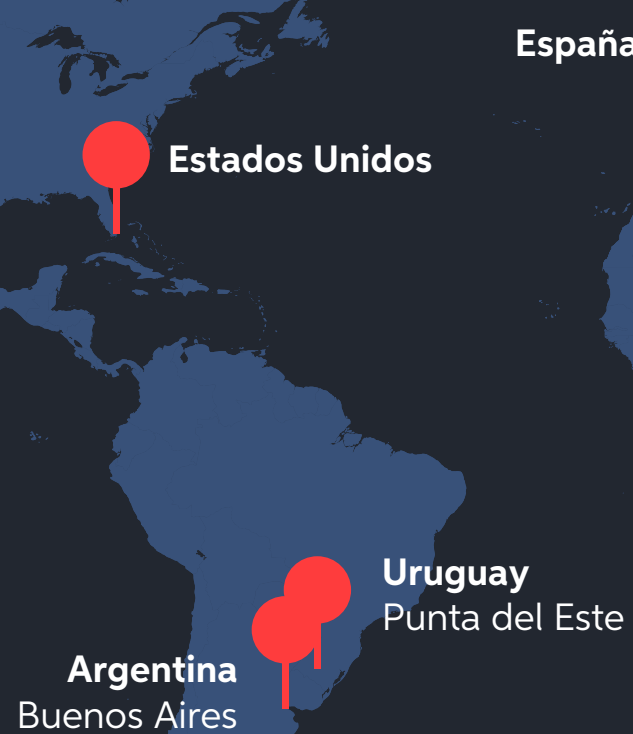 España
Estados Unidos
Uruguay
Punta del Este
Argentina
Buenos Aires